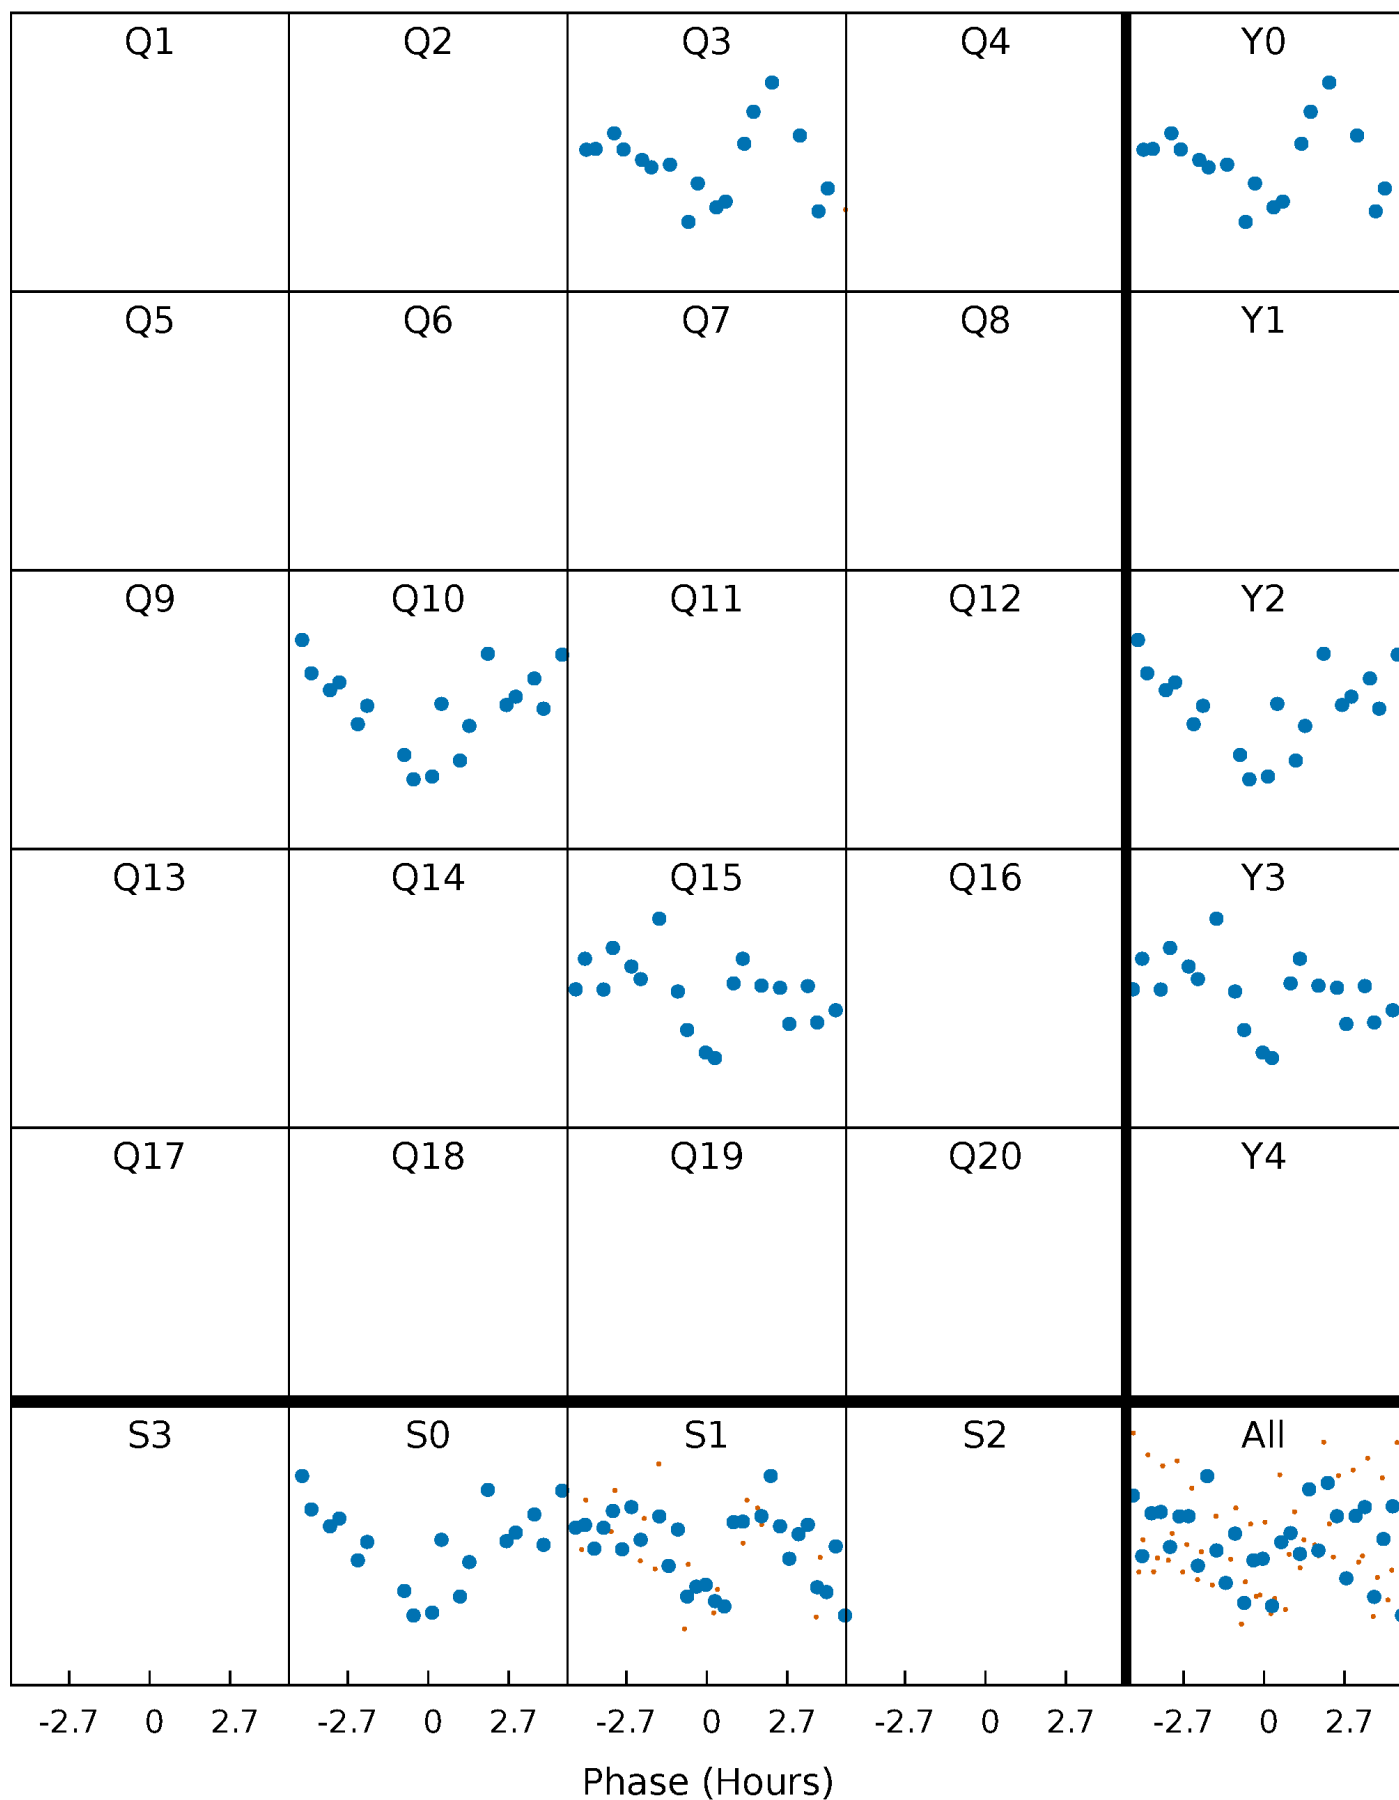 Q1 Q2 Q3 Q4 Y0
Q5 Q6 Q7 Q8 Y1
Q9 Q10 Q11 Q12 Y2
Q13 Q14 Q15 Q16 Y3
Q17 Q18 Q19 Q20 Y4
S3 S0 S1 S2 All
-2.7 0 2.7 -2.7 0 2.7 -2.7 0 2.7 -2.7 0 2.7 -2.7 0 2.7
Phase (Hours)